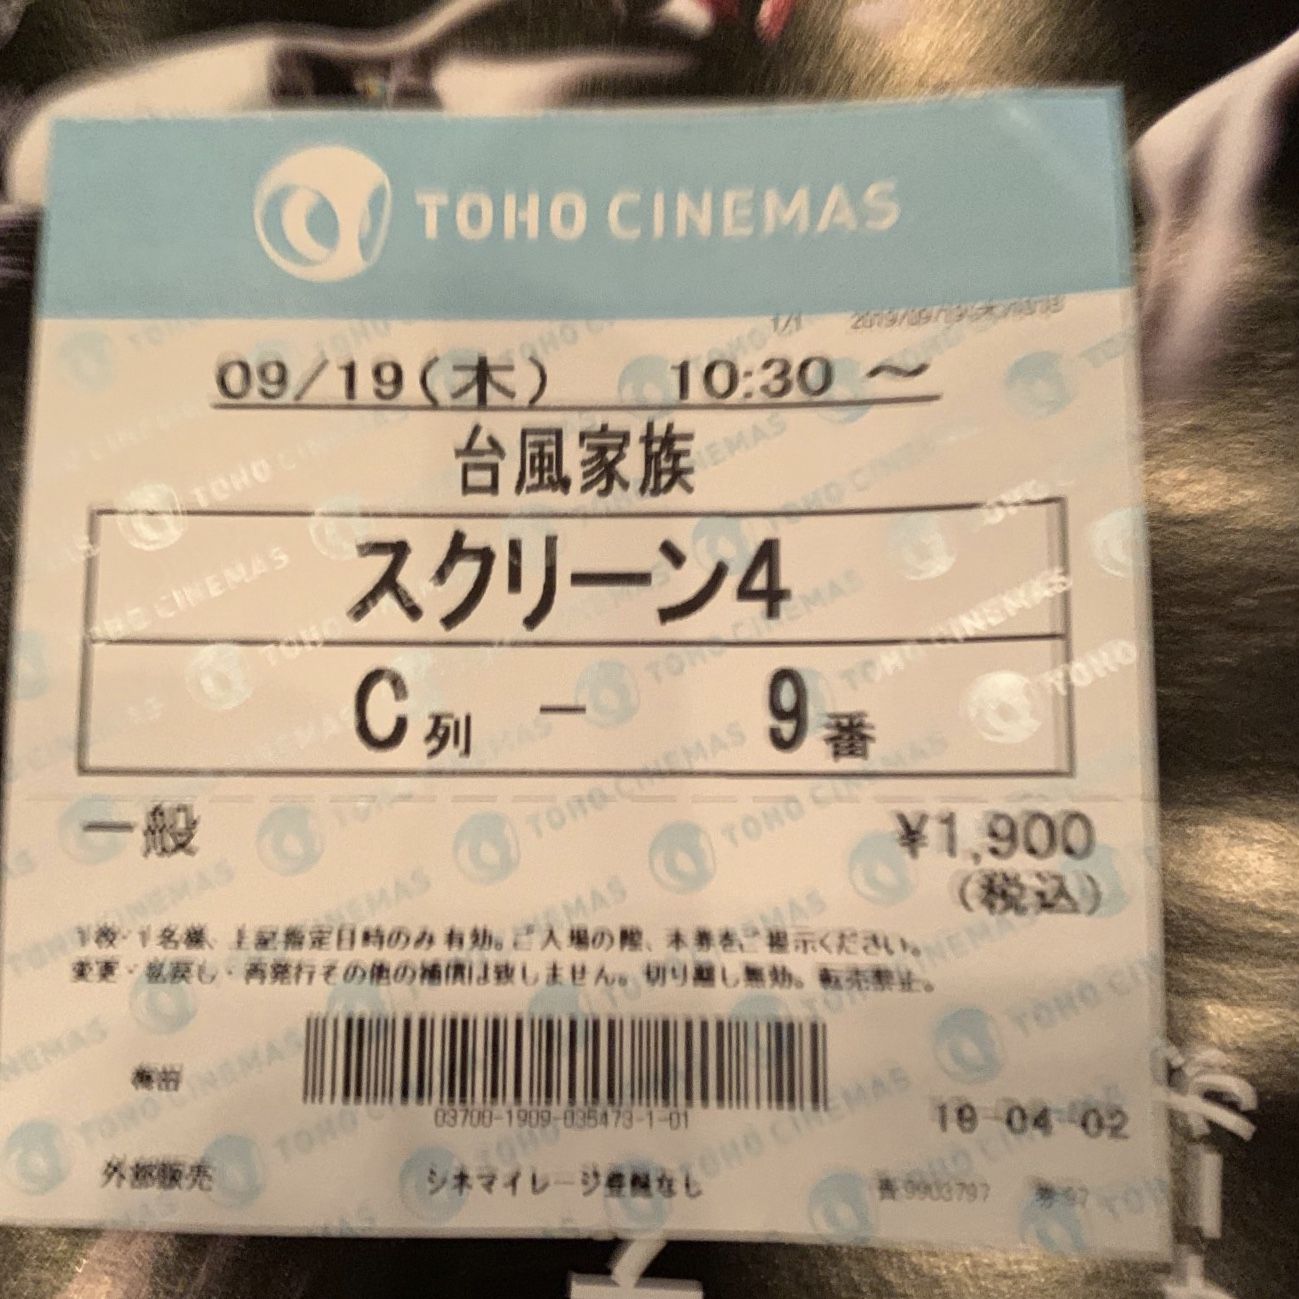 TOHO CINEMAS
1/1
09/19(木) 10:30 ～
台風家族
スクリーン4
C列 － 9番
一般 ¥1,900
(税込)
1枚・1名様、上記指定日時のみ有効。ご入場の際、本券をご提示ください。
変更・払戻し・再発行その他の補償は致しません。切り離し無効。転売禁止。
梅田
03700-1909-035473-1-01
19-04-02
外部販売 シネマイレージ登録なし